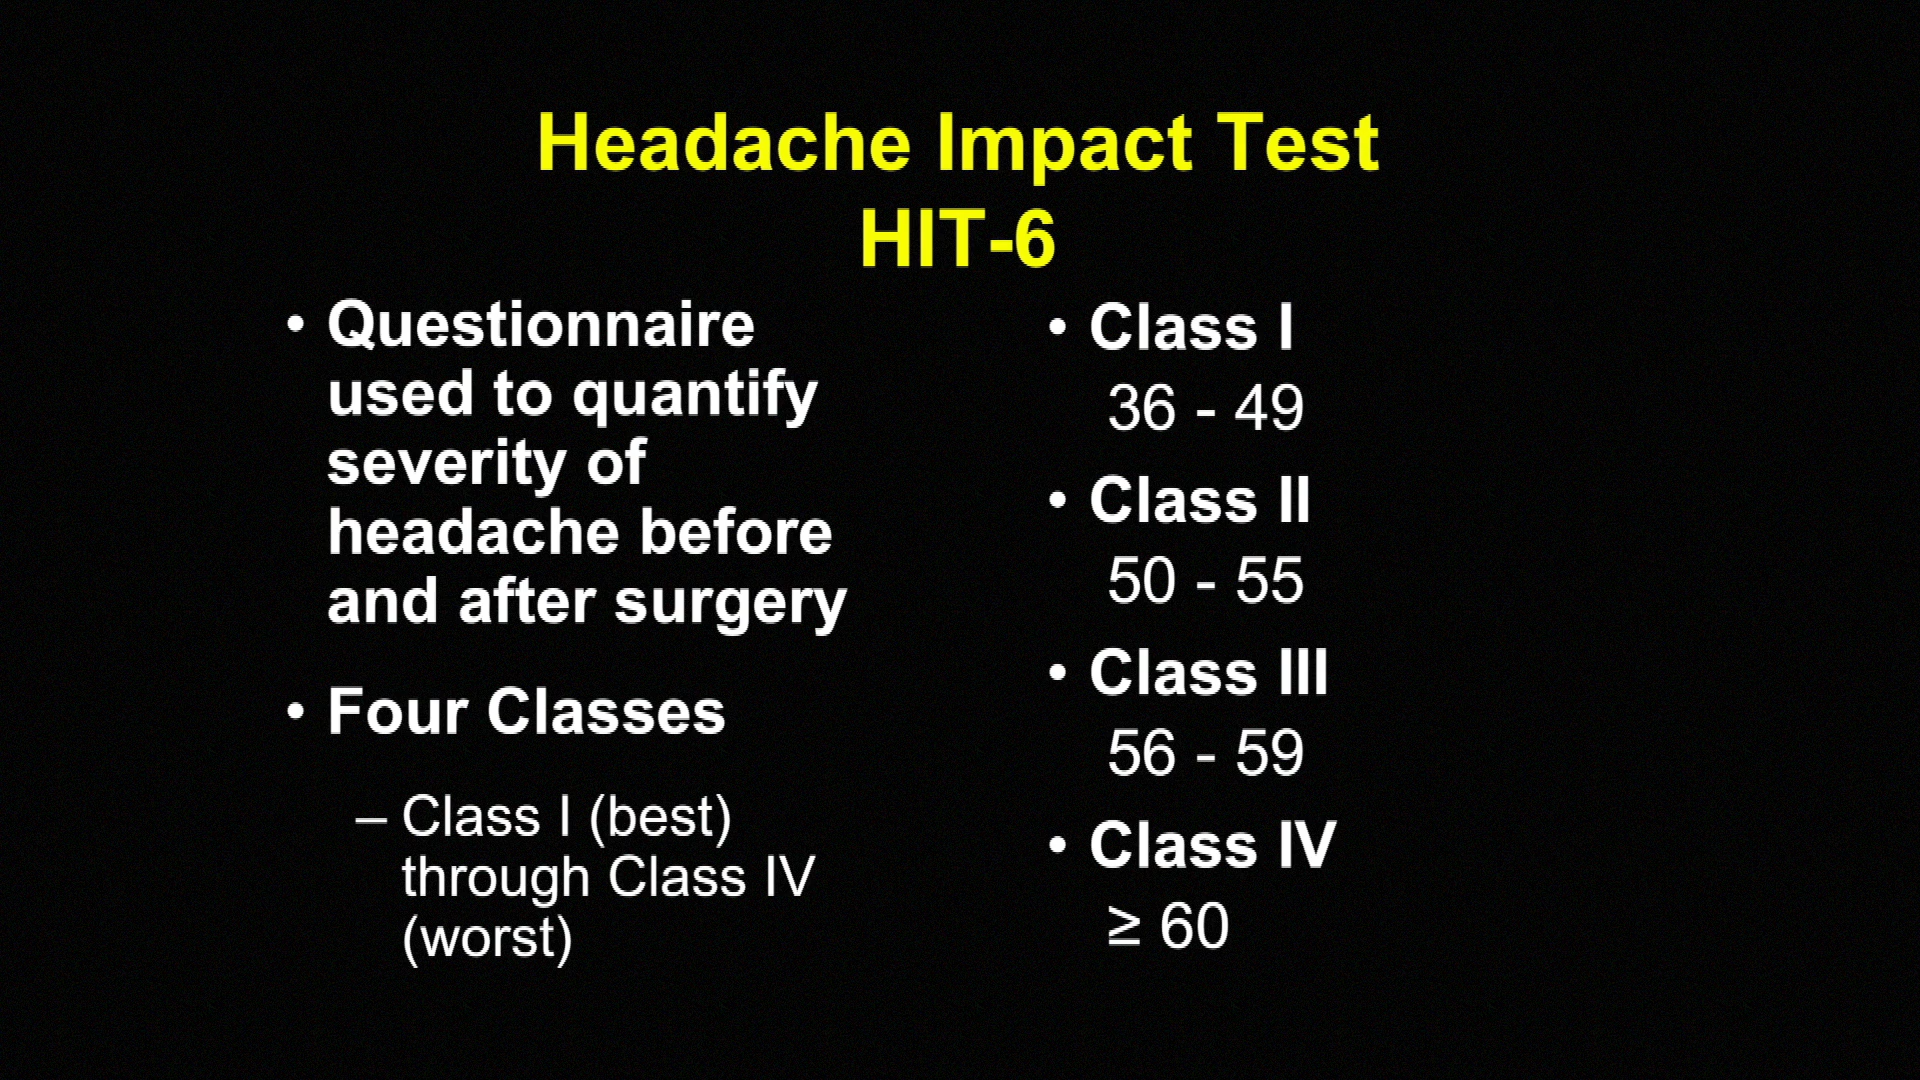 Headache Impact Test
HIT-6
• Questionnaire
used to quantify
severity of
headache before
and after surgery
• Four Classes
– Class I (best)
through Class IV
(worst)
• Class I
36 - 49
• Class II
50 - 55
• Class III
56 - 59
• Class IV
≥ 60